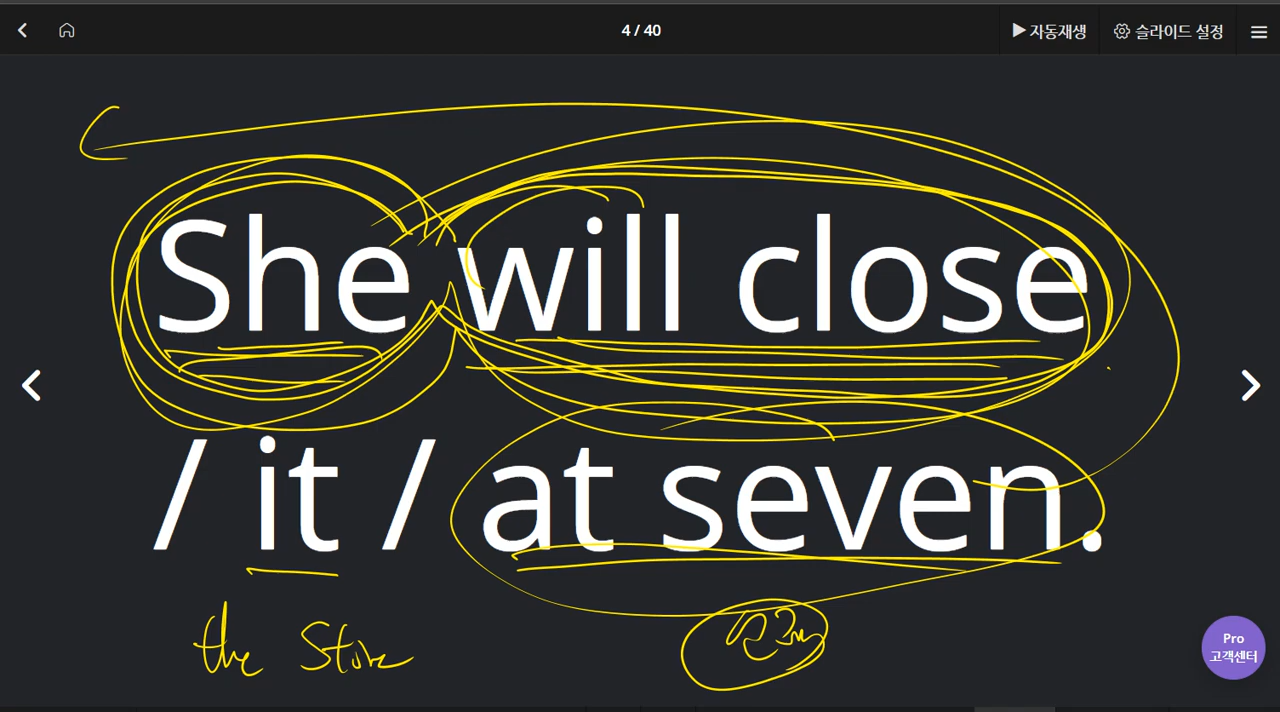 4 / 40
▶ 자동재생
슬라이드 설정
She will close
/ it / at seven.
the Store
Pro
고객센터